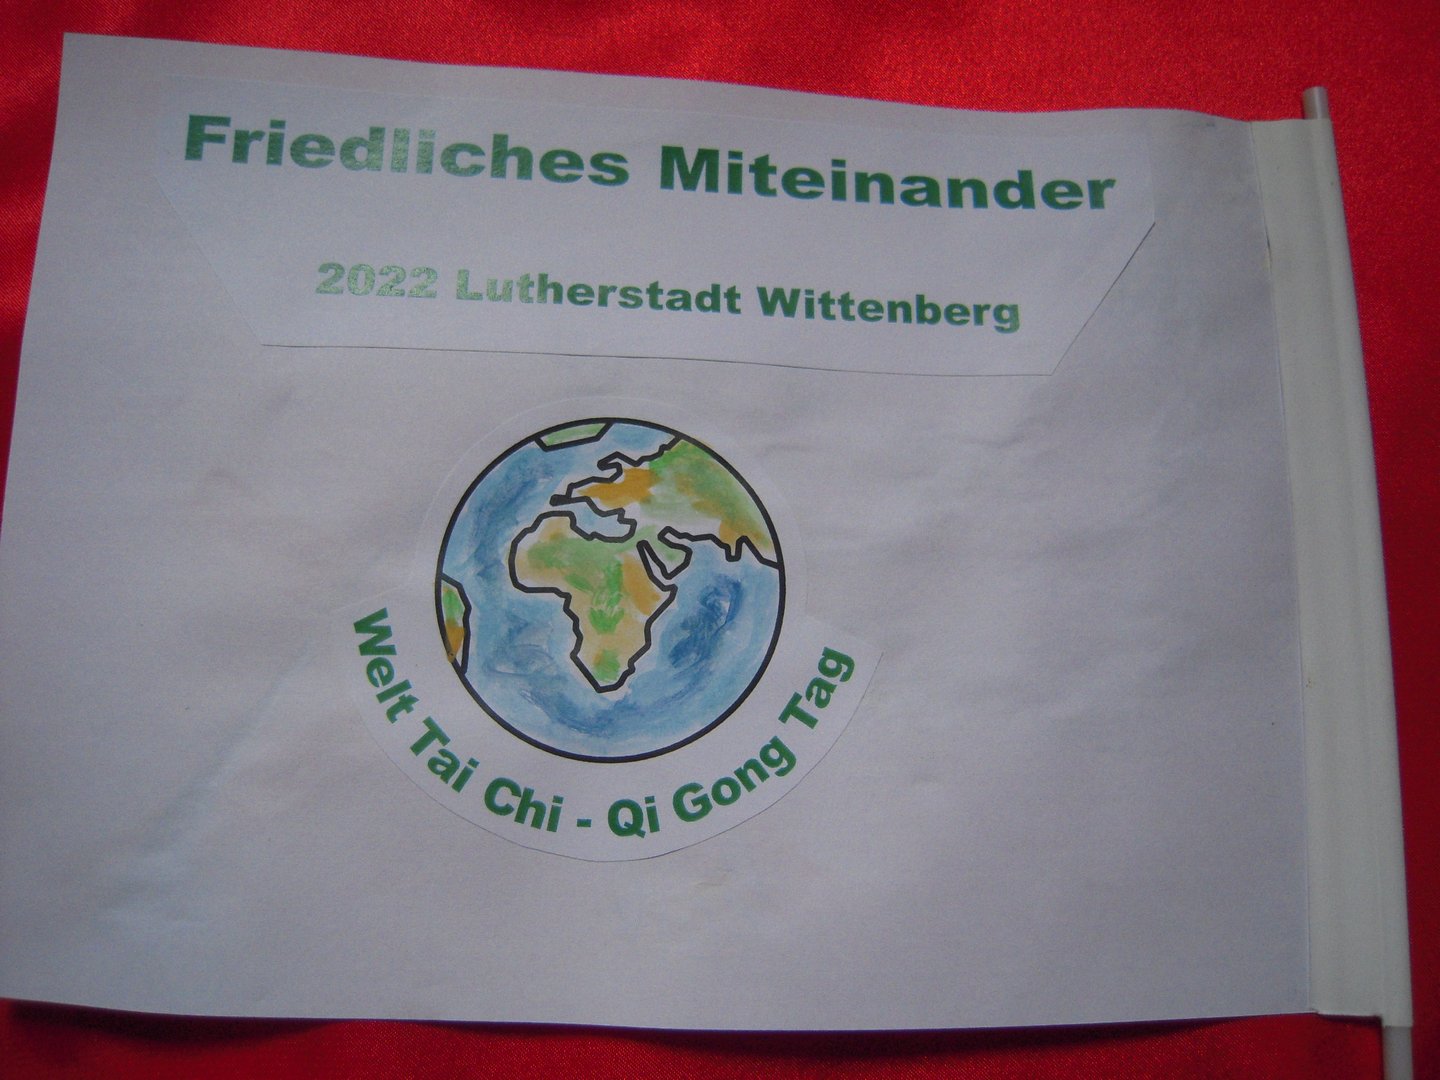 Friedliches Miteinander
2022 Lutherstadt Wittenberg
Welt Tai Chi - Qi Gong Tag